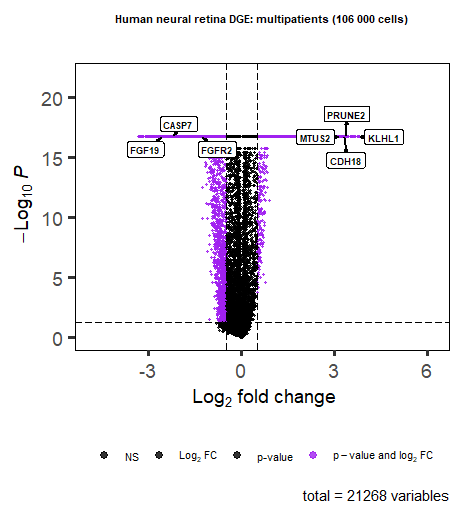 Human neural retina DGE: multipatients (106 000 cells)
−Log₁₀ P
20
15
10
5
0
PRUNE2
CASP7
MTUS2
KLHL1
FGF19
FGFR2
CDH18
-3
0
3
6
Log₂ fold change
NS
Log₂ FC
p-value
p − value and log₂ FC
total = 21268 variables